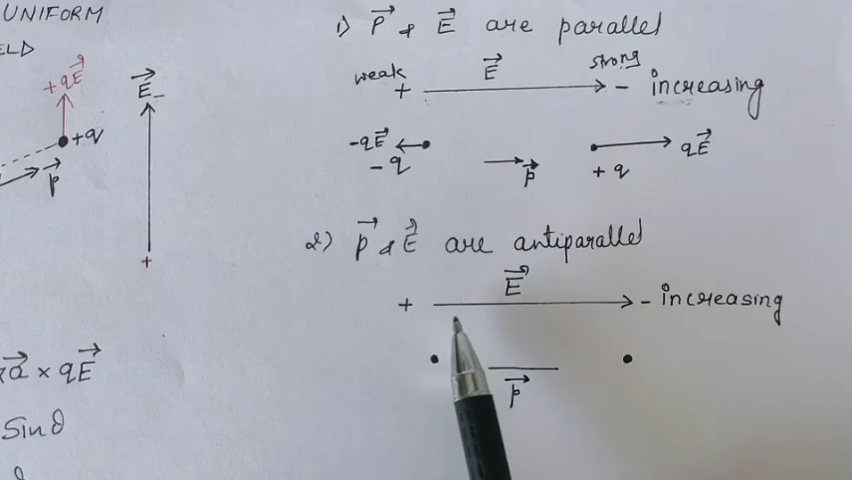 UNIFORM
ELD
+qE⃗
E⃗
+q
p⃗
+
a⃗ × qE⃗
Sinθ
1) P⃗ & E⃗ are parallel
weak E⃗ strong
+ - increasing
-qE⃗ qE⃗
-q p⃗ +q
2) p⃗ & E⃗ are antiparallel
E⃗
+ - increasing
p⃗